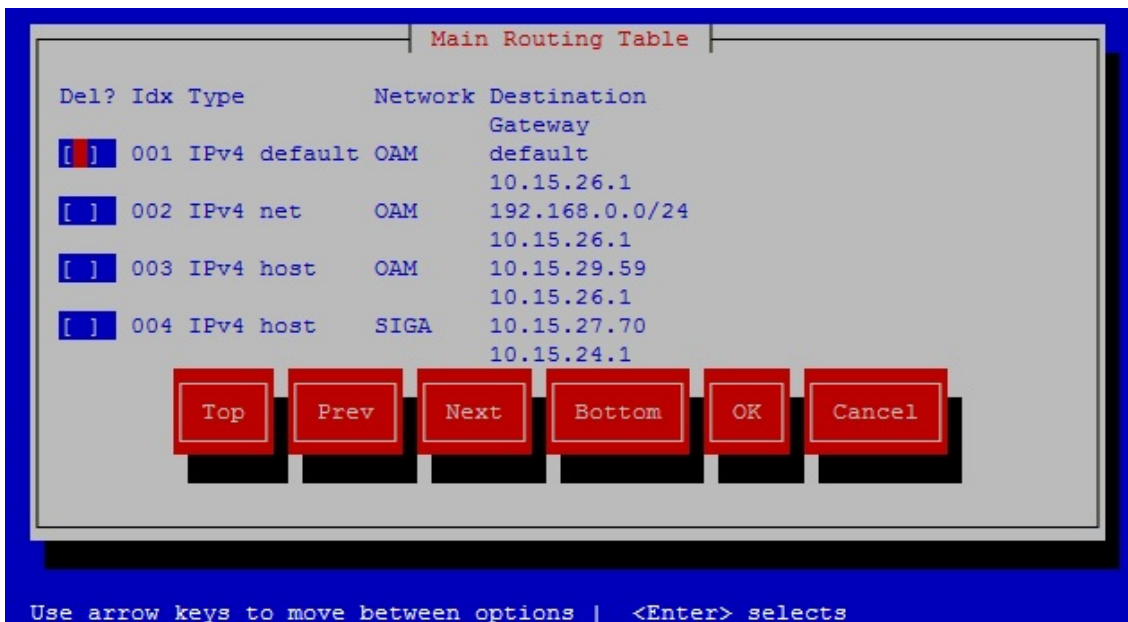 Main Routing Table
Del? Idx Type Network Destination
Gateway
[ ] 001 IPv4 default OAM default
10.15.26.1
[ ] 002 IPv4 net OAM 192.168.0.0/24
10.15.26.1
[ ] 003 IPv4 host OAM 10.15.29.59
10.15.26.1
[ ] 004 IPv4 host SIGA 10.15.27.70
10.15.24.1
Top Prev Next Bottom OK Cancel
Use arrow keys to move between options | <Enter> selects